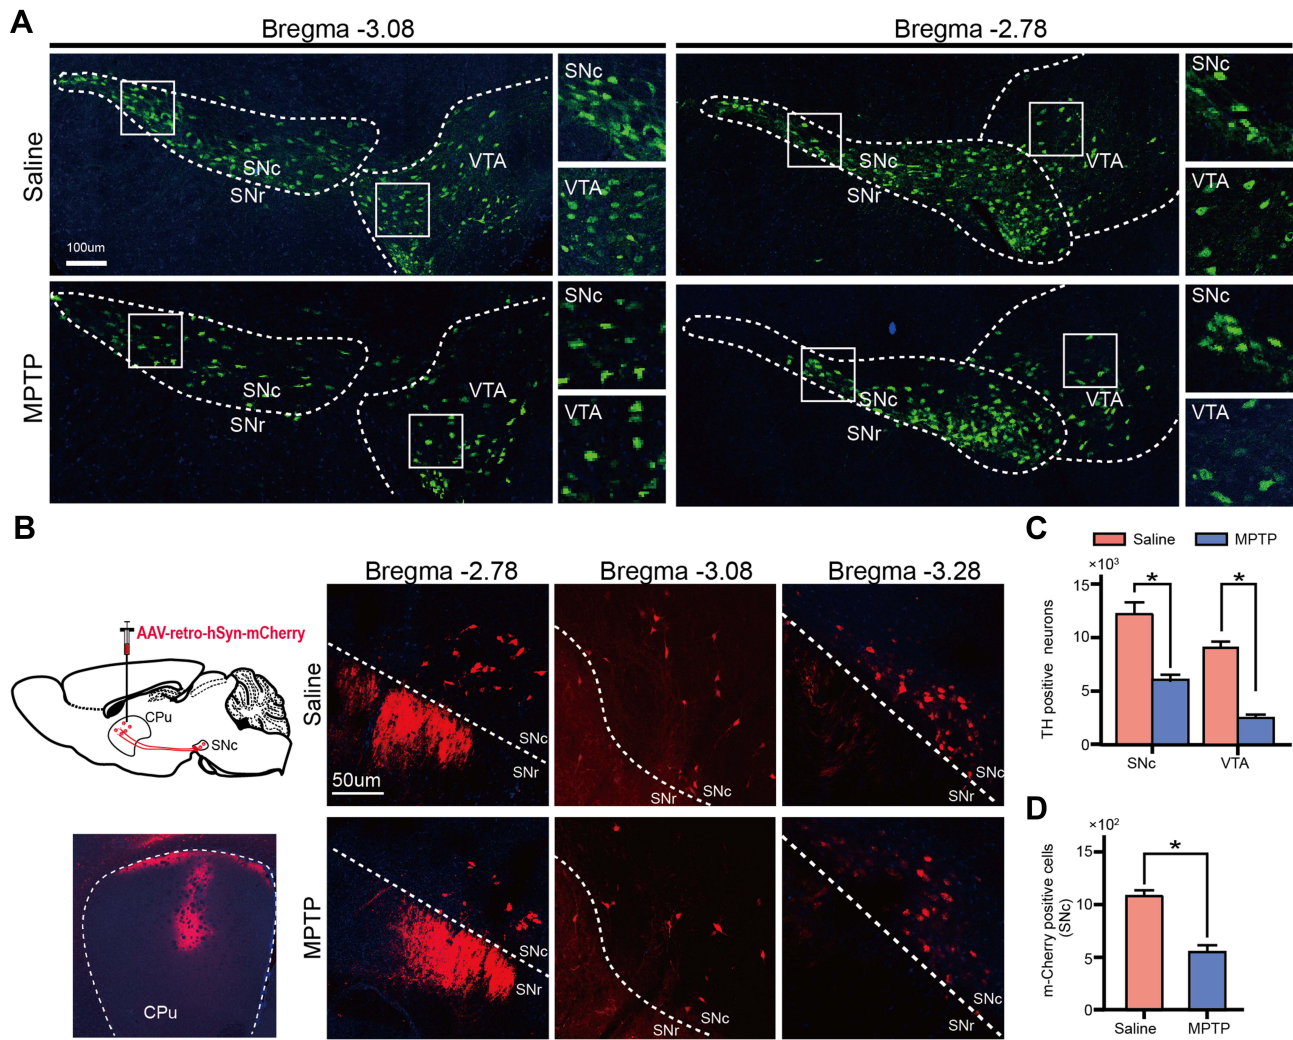 A
Bregma -3.08
Bregma -2.78
Saline
SNc
SNr
VTA
100um
SNc
VTA
SNc
SNr
VTA
SNc
VTA
MPTP
SNc
SNr
VTA
SNc
VTA
SNc
SNr
VTA
SNc
VTA
B
AAV-retro-hSyn-mCherry
CPu
SNc
CPu
Bregma -2.78
Bregma -3.08
Bregma -3.28
Saline
SNc
SNr
50um
SNc
SNr
SNc
SNr
MPTP
SNc
SNr
SNc
SNr
SNc
SNr
C
Saline
MPTP
×10³
TH positive neurons
15
10
5
0
*
*
SNc
VTA
D
×10²
m-Cherry positive cells
(SNc)
15
10
5
0
*
Saline
MPTP